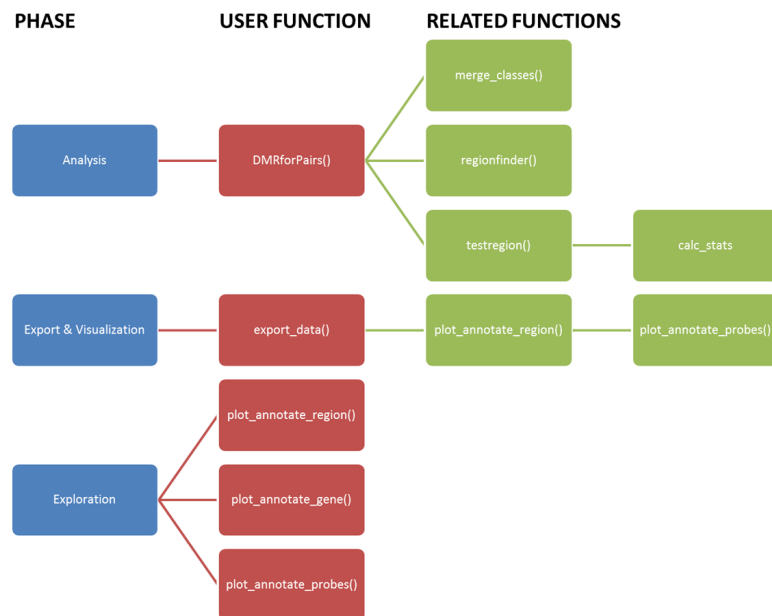 PHASE
USER FUNCTION
RELATED FUNCTIONS
merge_classes()
Analysis
DMRforPairs()
regionfinder()
testregion()
calc_stats
Export & Visualization
export_data()
plot_annotate_region()
plot_annotate_probes()
plot_annotate_region()
Exploration
plot_annotate_gene()
plot_annotate_probes()